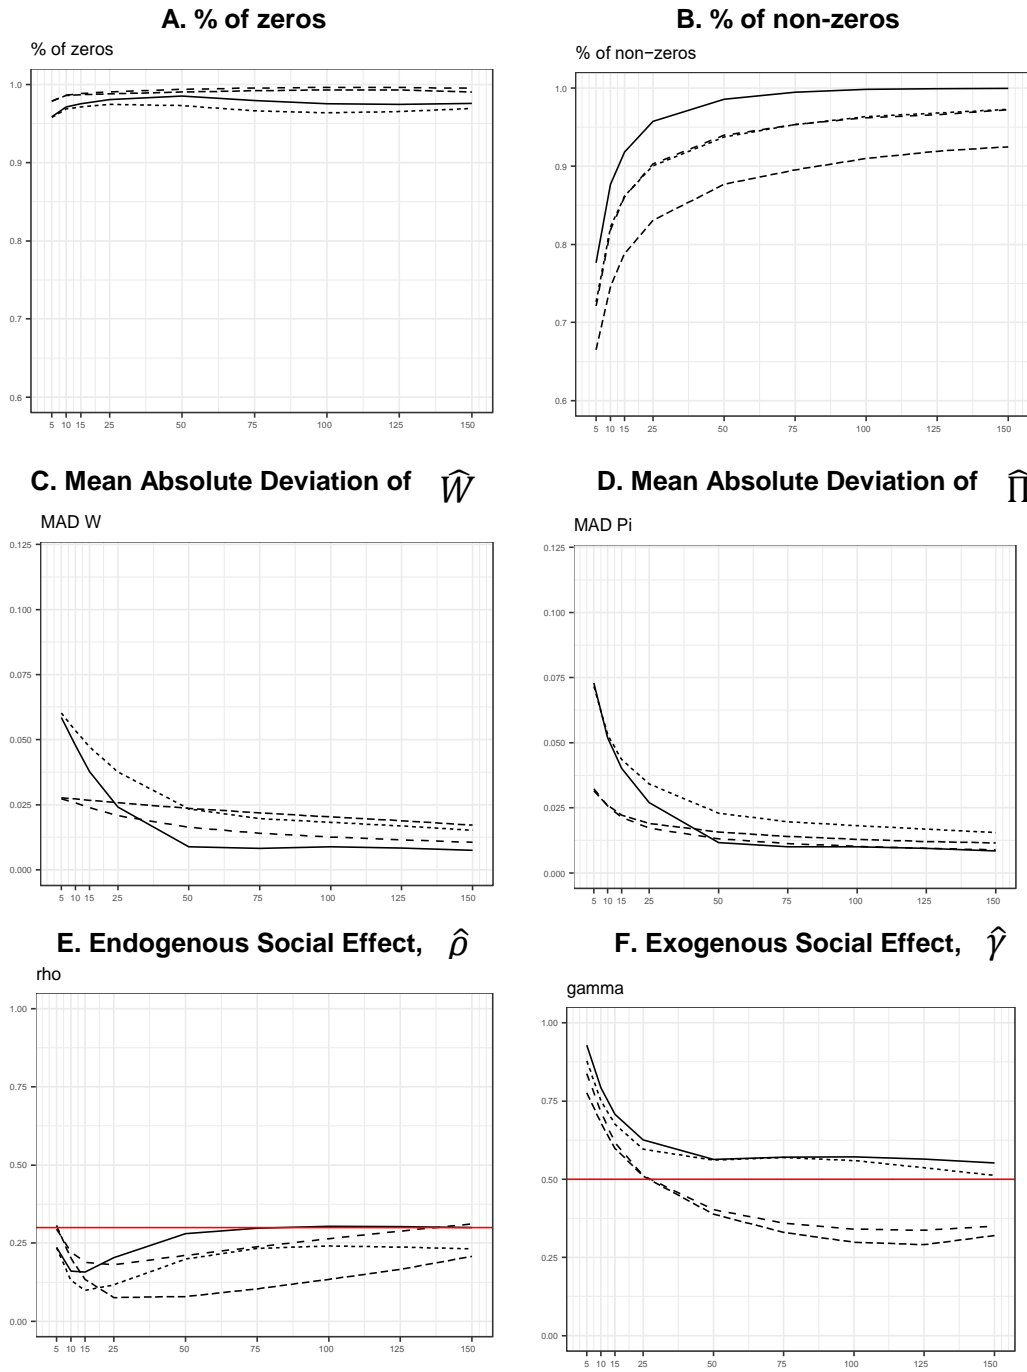 A. % of zeros
% of zeros
1.0
0.9
0.8
0.7
0.6
5 10 15 25 50 75 100 125 150
B. % of non-zeros
% of non−zeros
1.0
0.9
0.8
0.7
0.6
5 10 15 25 50 75 100 125 150
C. Mean Absolute Deviation of Ŵ
MAD W
0.125
0.100
0.075
0.050
0.025
0.000
5 10 15 25 50 75 100 125 150
D. Mean Absolute Deviation of Π̂
MAD Pi
0.125
0.100
0.075
0.050
0.025
0.000
5 10 15 25 50 75 100 125 150
E. Endogenous Social Effect, ρ̂
rho
1.00
0.75
0.50
0.25
0.00
5 10 15 25 50 75 100 125 150
F. Exogenous Social Effect, γ̂
gamma
1.00
0.75
0.50
0.25
0.00
5 10 15 25 50 75 100 125 150